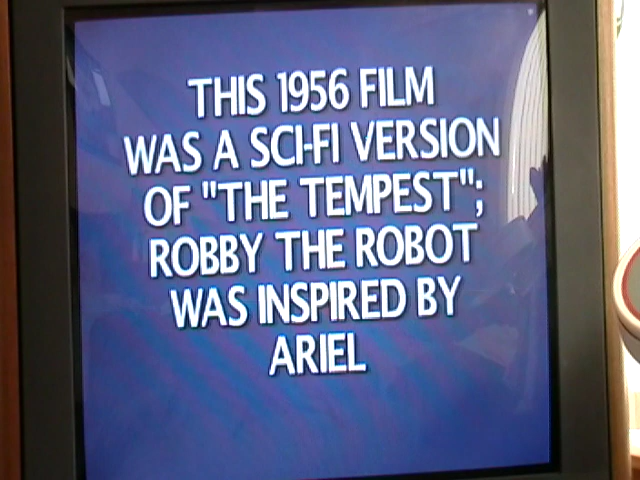 THIS 1956 FILM
WAS A SCI-FI VERSION
OF "THE TEMPEST";
ROBBY THE ROBOT
WAS INSPIRED BY
ARIEL